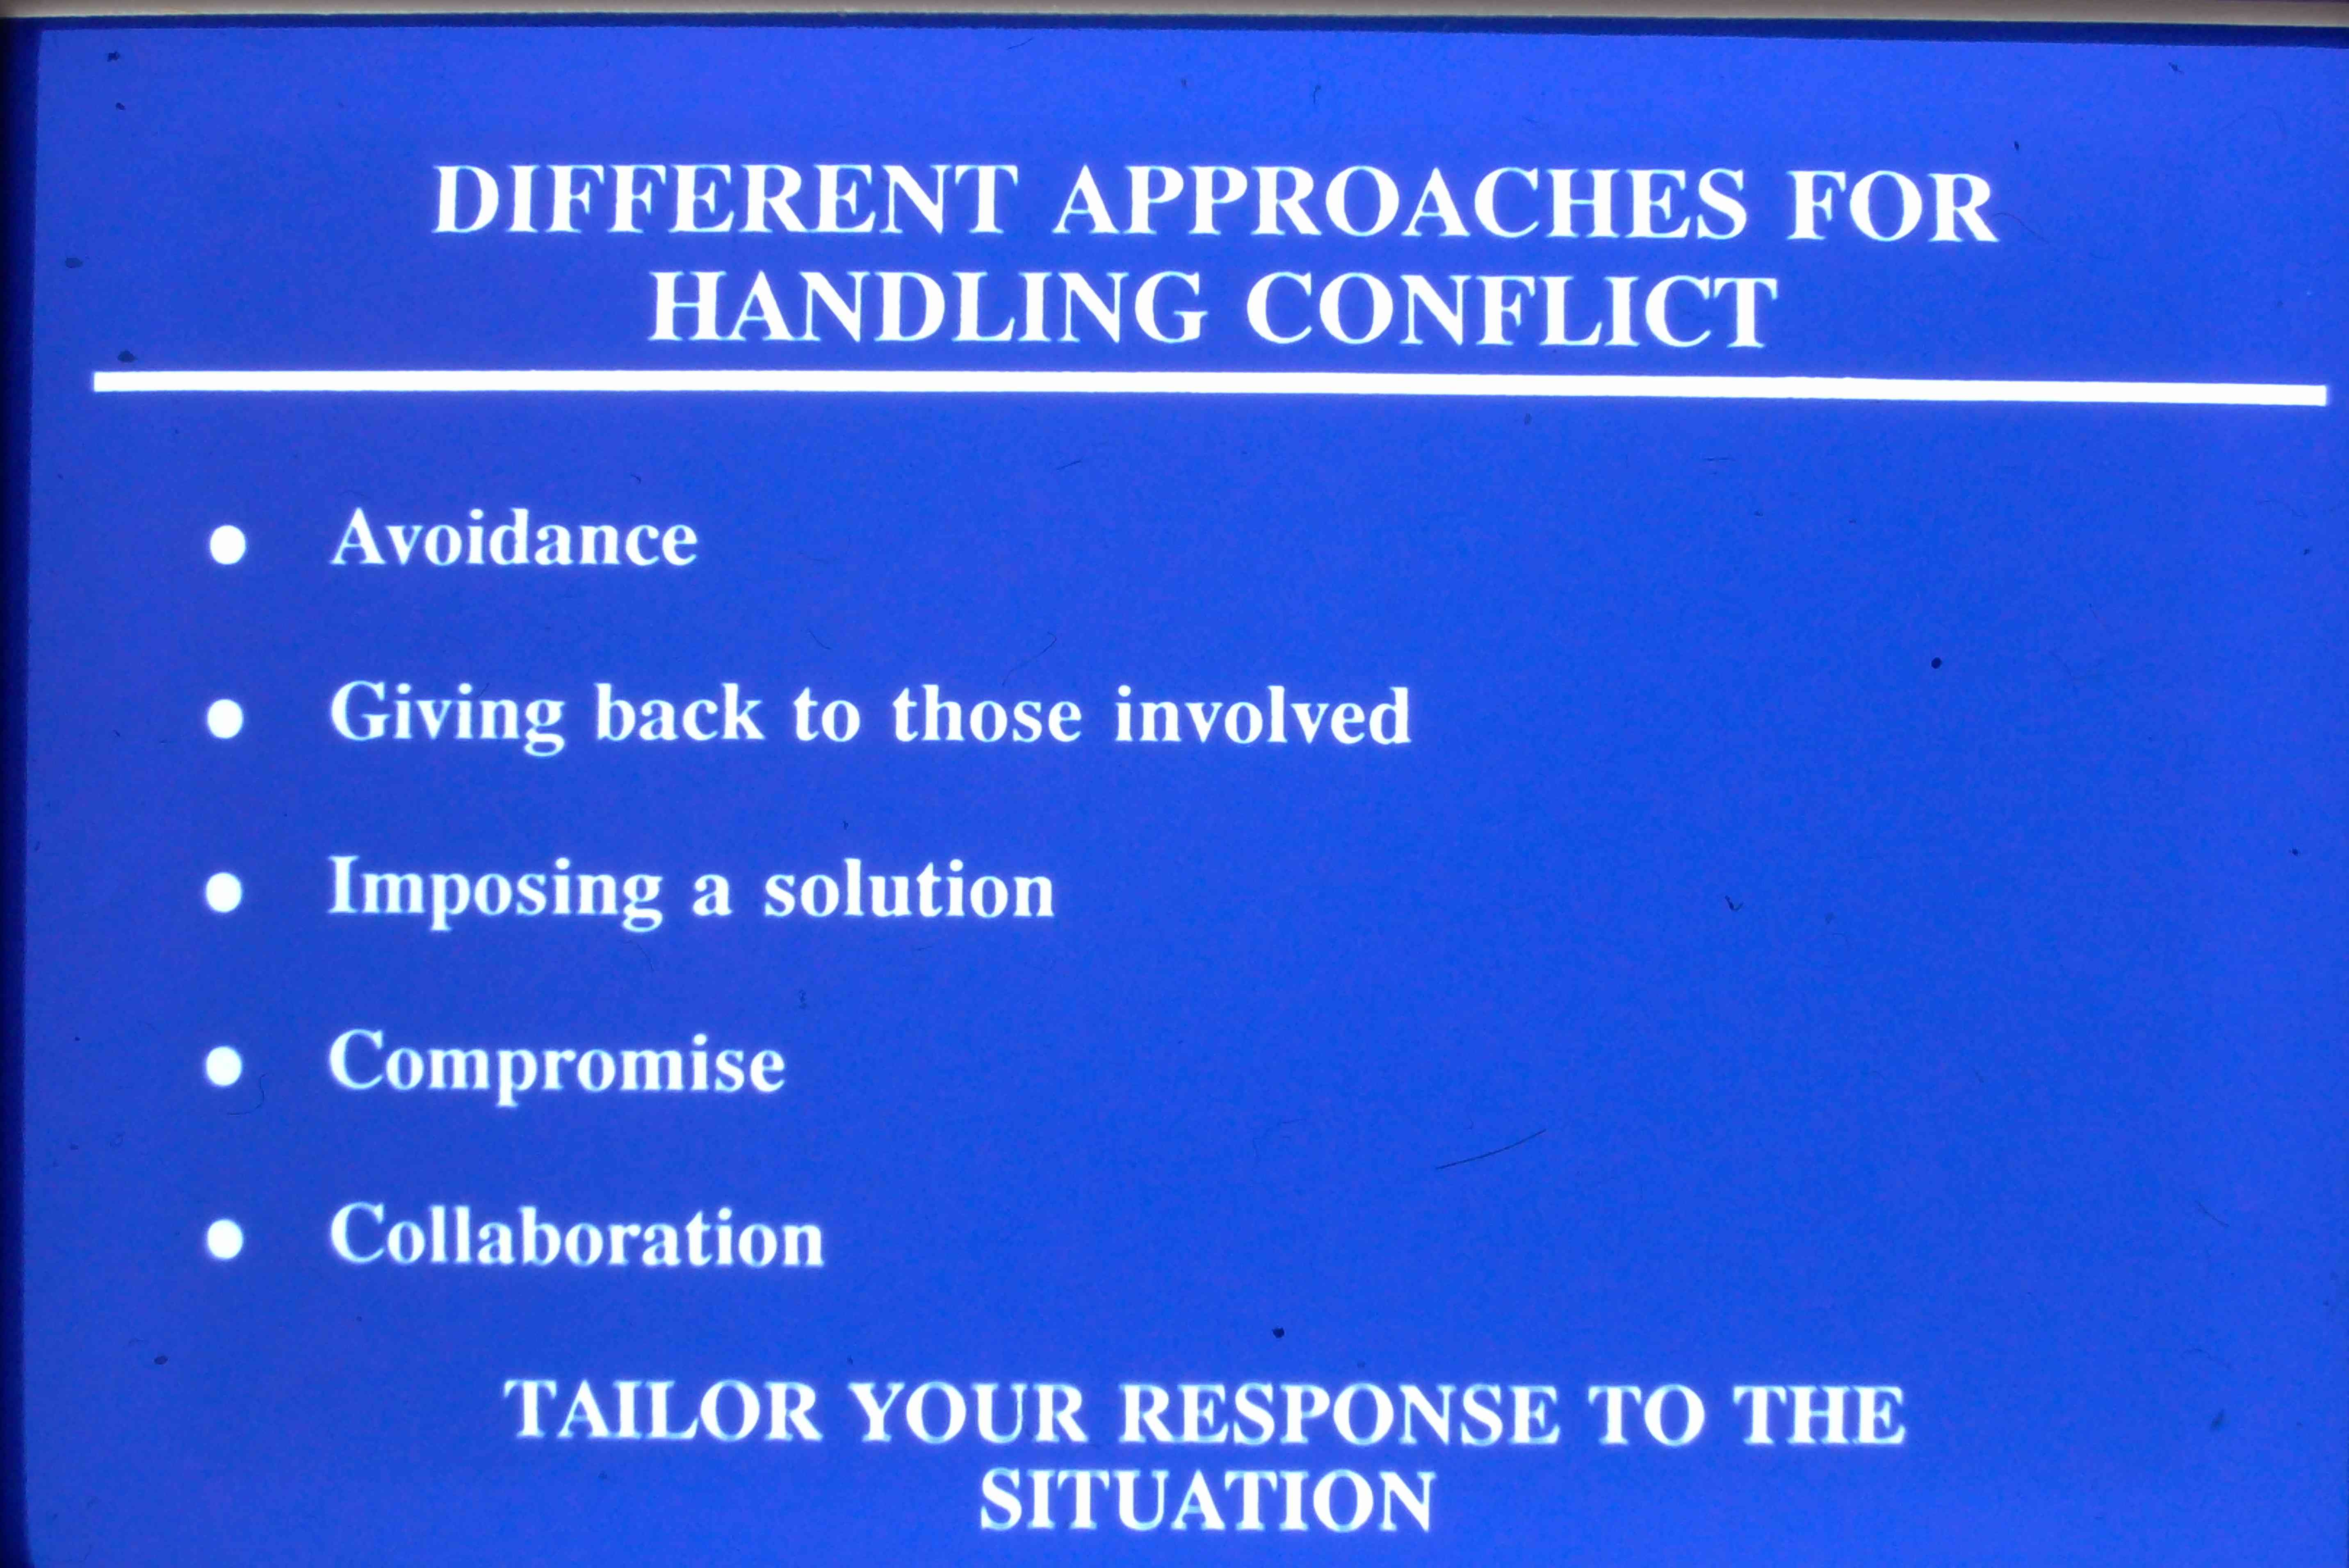 DIFFERENT APPROACHES FOR
HANDLING CONFLICT
● Avoidance
● Giving back to those involved
● Imposing a solution
● Compromise
● Collaboration
TAILOR YOUR RESPONSE TO THE
SITUATION